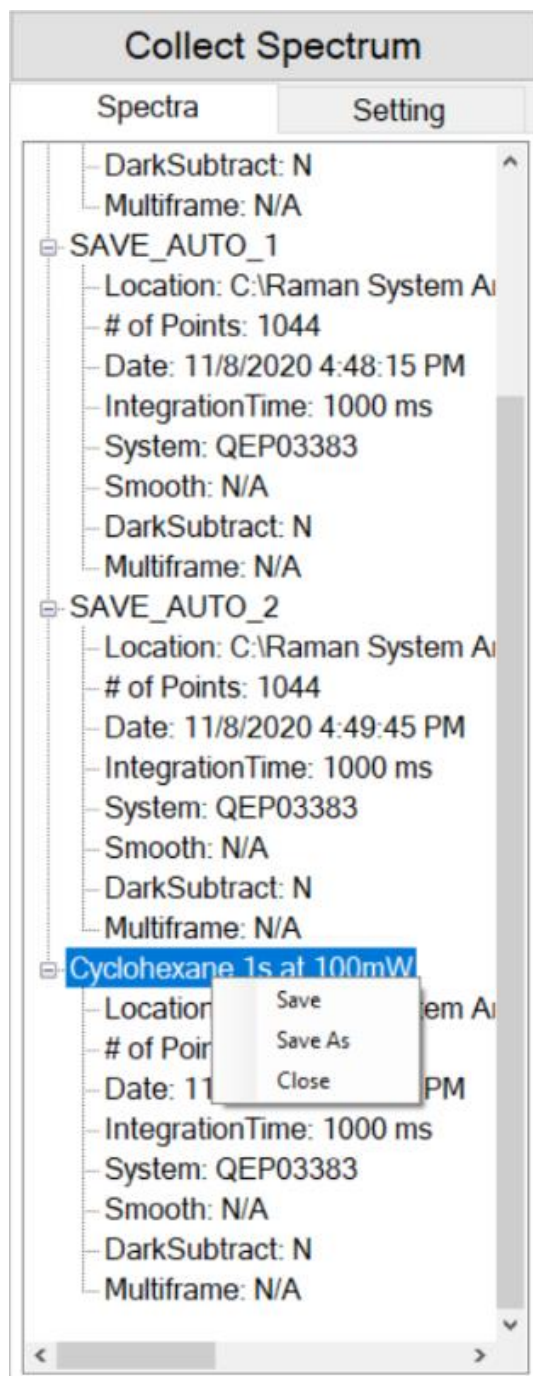 Collect Spectrum
Spectra Setting
DarkSubtract: N
Multiframe: N/A
SAVE_AUTO_1
Location: C:\Raman System
# of Points: 1044
Date: 11/8/2020 4:48:15 PM
IntegrationTime: 1000 ms
System: QEP03383
Smooth: N/A
DarkSubtract: N
Multiframe: N/A
SAVE_AUTO_2
Location: C:\Raman System
# of Points: 1044
Date: 11/8/2020 4:49:45 PM
IntegrationTime: 1000 ms
System: QEP03383
Smooth: N/A
DarkSubtract: N
Multiframe: N/A
Cyclohexane 1s at 100mW
Location
Save
# of
Save As
Date: 11 PM
Close
IntegrationTime: 1000 ms
System: QEP03383
Smooth: N/A
DarkSubtract: N
Multiframe: N/A